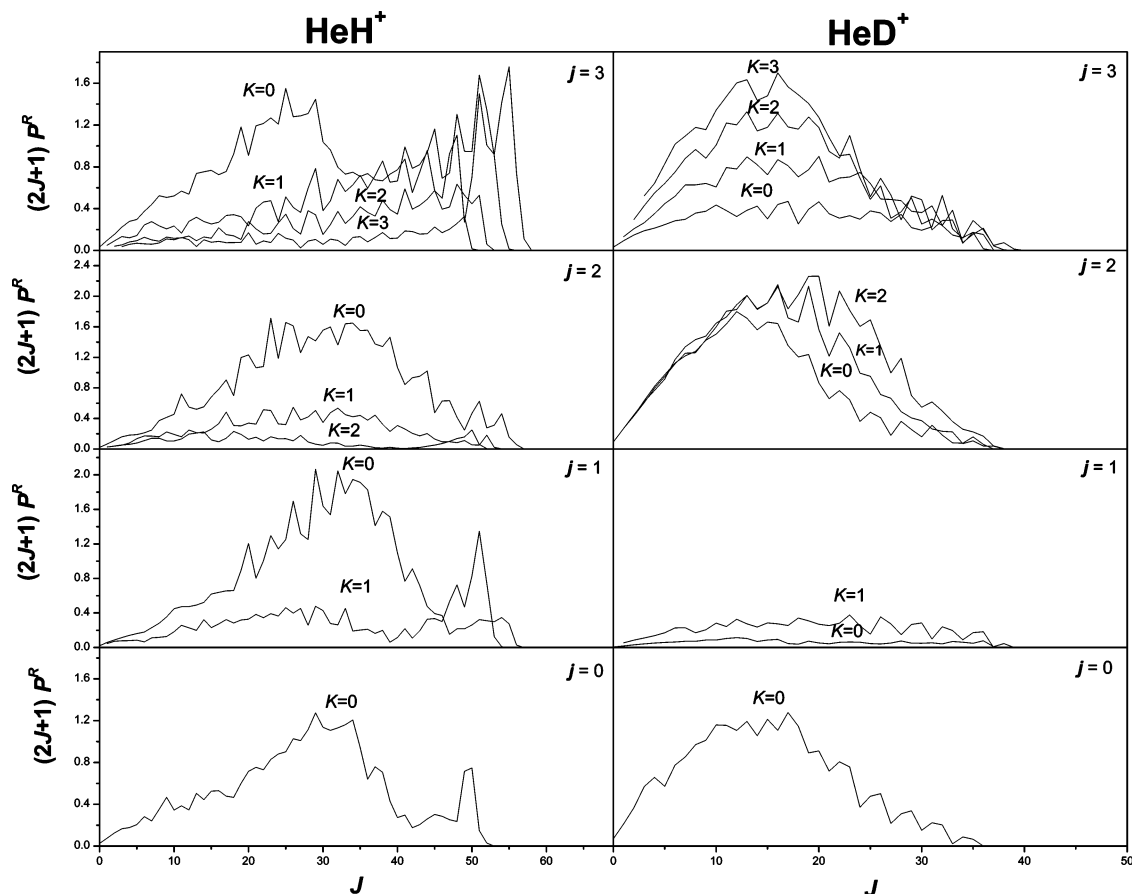 HeH⁺ HeD⁺
j = 3 j = 3
(2J+1) Pᴿ
1.6
1.2
0.8
0.4
0.0
K=0
K=1
K=2
K=3
K=3
K=2
K=1
K=0
j = 2 j = 2
(2J+1) Pᴿ
2.4
2.0
1.6
1.2
0.8
0.4
0.0
K=0
K=1
K=2
K=2
K=1
K=0
j = 1 j = 1
(2J+1) Pᴿ
2.0
1.6
1.2
0.8
0.4
0.0
K=0
K=1
K=1
K=0
j = 0 j = 0
(2J+1) Pᴿ
1.6
1.2
0.8
0.4
0.0
K=0
K=0
0 10 20 30 40 50 60 0 10 20 30 40 50
J J